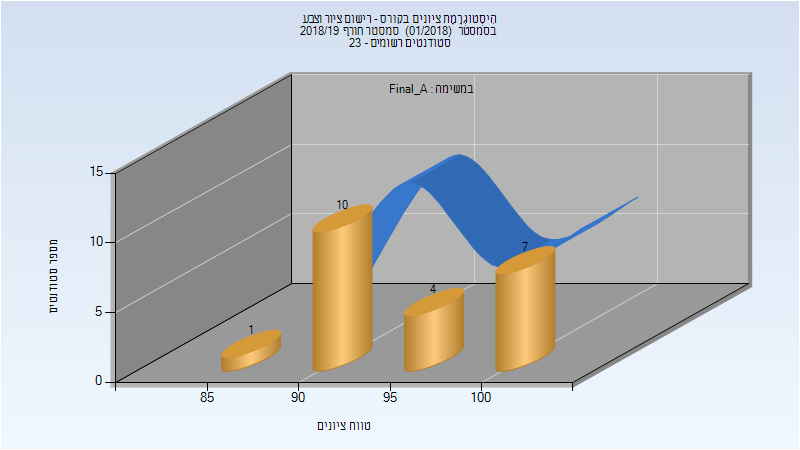 היסטוגרמת ציונים בקורס - רישום ציור וצבע
בסמסטר (01/2018) סמסטר חורף 2018/19
סטודנטים רשומים - 23
במשימה : Final_A
15
10
5
0
מספר סטודנטים
1
10
4
7
85
90
95
100
טווח ציונים